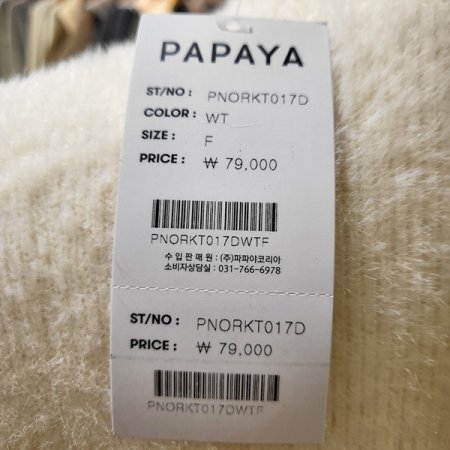 PAPAYA
ST/NO : PNORKT017D
COLOR : WT
SIZE : F
PRICE : ₩ 79,000
PNORKT017DWTF
수 입 판 매 원 : (주)파파야코리아
소비자상담실 : 031-766-6978
ST/NO : PNORKT017D
PRICE : ₩ 79,000
PNORKT017DWTF